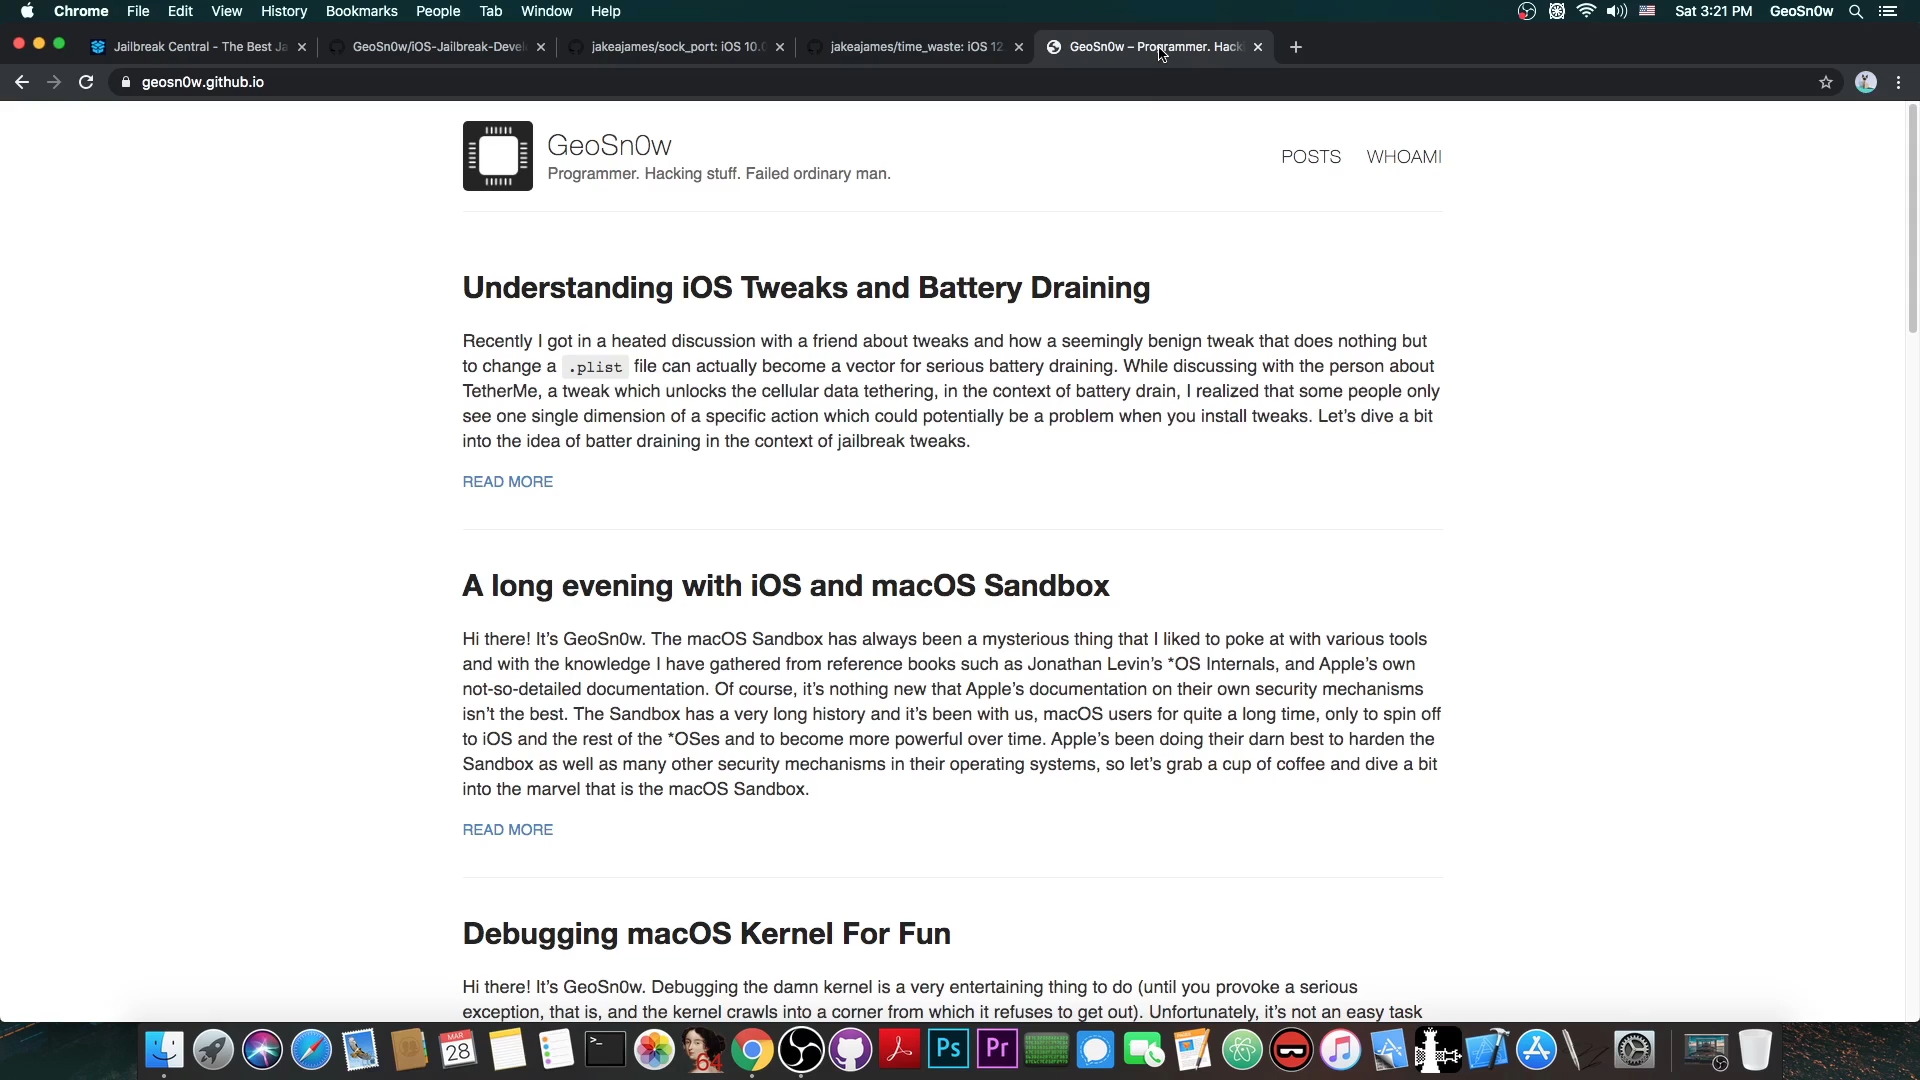 Chrome File Edit View History Bookmarks People Tab Window Help Sat 3:21 PM GeoSn0w
Jailbreak Central - The Best Ja GeoSn0w/iOS-Jailbreak-Devel jakeajames/sock_port: iOS 10.0 jakeajames/time_waste: iOS 12 GeoSn0w – Programmer. Hack
geosn0w.github.io
GeoSn0w
Programmer. Hacking stuff. Failed ordinary man.
POSTS WHOAMI
Understanding iOS Tweaks and Battery Draining
Recently I got in a heated discussion with a friend about tweaks and how a seemingly benign tweak that does nothing but
to change a .plist file can actually become a vector for serious battery draining. While discussing with the person about
TetherMe, a tweak which unlocks the cellular data tethering, in the context of battery drain, I realized that some people only
see one single dimension of a specific action which could potentially be a problem when you install tweaks. Let’s dive a bit
into the idea of batter draining in the context of jailbreak tweaks.
READ MORE
A long evening with iOS and macOS Sandbox
Hi there! It’s GeoSn0w. The macOS Sandbox has always been a mysterious thing that I liked to poke at with various tools
and with the knowledge I have gathered from reference books such as Jonathan Levin’s *OS Internals, and Apple’s own
not-so-detailed documentation. Of course, it’s nothing new that Apple’s documentation on their own security mechanisms
isn’t the best. The Sandbox has a very long history and it’s been with us, macOS users for quite a long time, only to spin off
to iOS and the rest of the *OSes and to become more powerful over time. Apple’s been doing their darn best to harden the
Sandbox as well as many other security mechanisms in their operating systems, so let’s grab a cup of coffee and dive a bit
into the marvel that is the macOS Sandbox.
READ MORE
Debugging macOS Kernel For Fun
Hi there! It’s GeoSn0w. Debugging the damn kernel is a very entertaining thing to do (until you provoke a serious
exception, that is, and the kernel crawls into a corner from which it refuses to get out). Unfortunately, it’s not an easy task
MAR
28
64
Ps
Pr